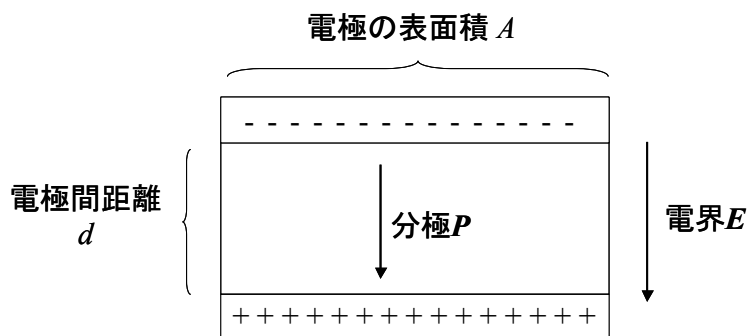 電極の表面積 A
- - - - - - - - - - - - - - -
電極間距離
d
分極P
電界E
+ + + + + + + + + + + + + + + +